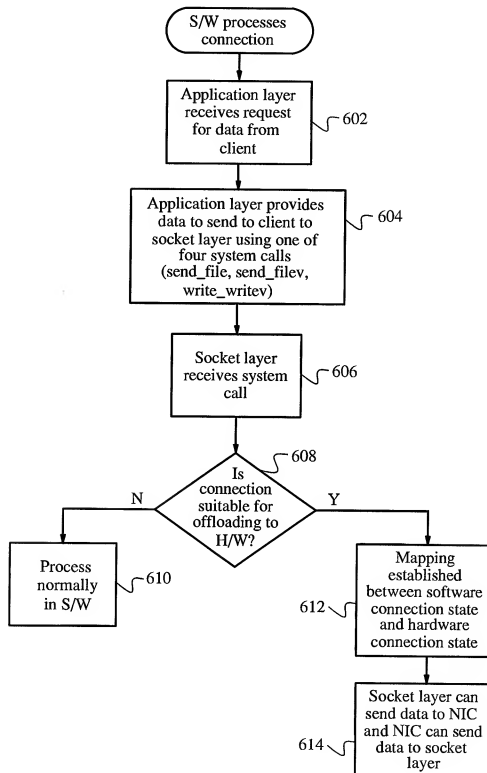 S/W processes
connection
Application layer
receives request
for data from
client
602
Application layer provides
data to send to client to
socket layer using one of
four system calls
(send_file, send_filev,
write_writev)
604
Socket layer
receives system
call
606
608
Is
connection
suitable for
offloading to
H/W?
N
Y
Process
normally
in S/W
610
Mapping
established
between software
connection state
and hardware
connection state
612
Socket layer can
send data to NIC
and NIC can send
data to socket
layer
614